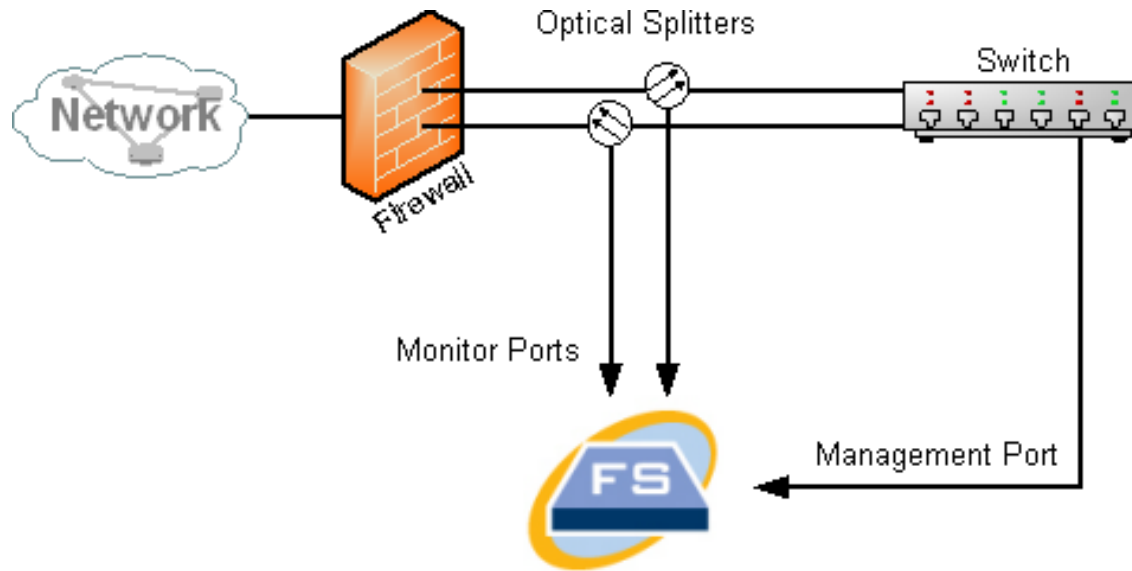 Optical Splitters
Switch
Network
Firewall
Monitor Ports
Management Port
FS